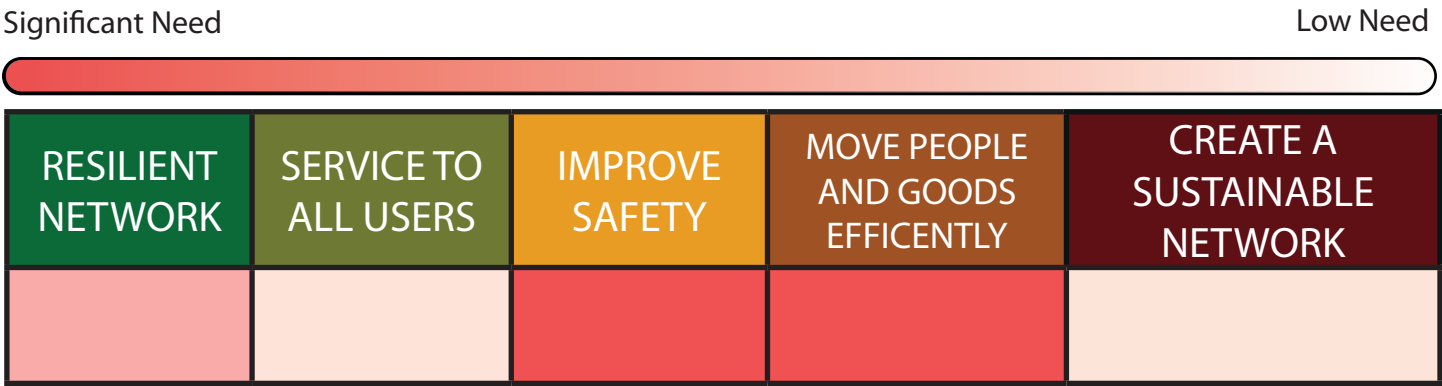 Significant Need
Low Need
RESILIENT
NETWORK
SERVICE TO
ALL USERS
IMPROVE
SAFETY
MOVE PEOPLE
AND GOODS
EFFICENTLY
CREATE A
SUSTAINABLE
NETWORK